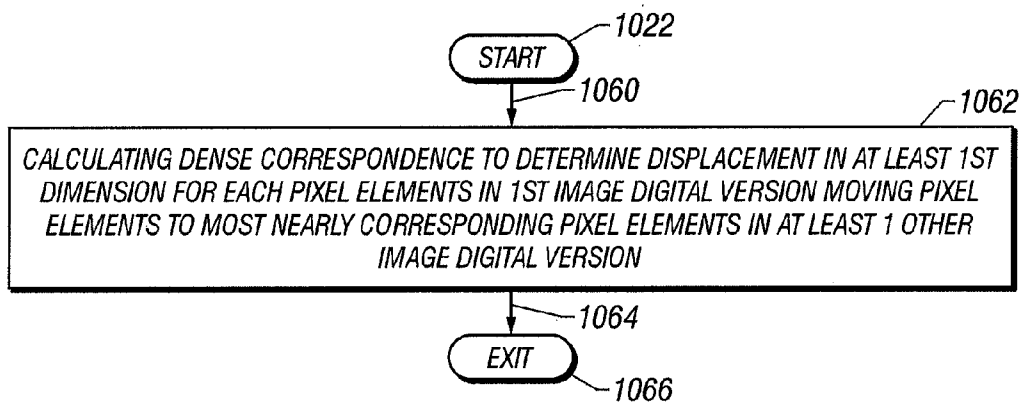 1022
START
1060
1062
CALCULATING DENSE CORRESPONDENCE TO DETERMINE DISPLACEMENT IN AT LEAST 1ST
DIMENSION FOR EACH PIXEL ELEMENTS IN 1ST IMAGE DIGITAL VERSION MOVING PIXEL
ELEMENTS TO MOST NEARLY CORRESPONDING PIXEL ELEMENTS IN AT LEAST 1 OTHER
IMAGE DIGITAL VERSION
1064
EXIT
1066